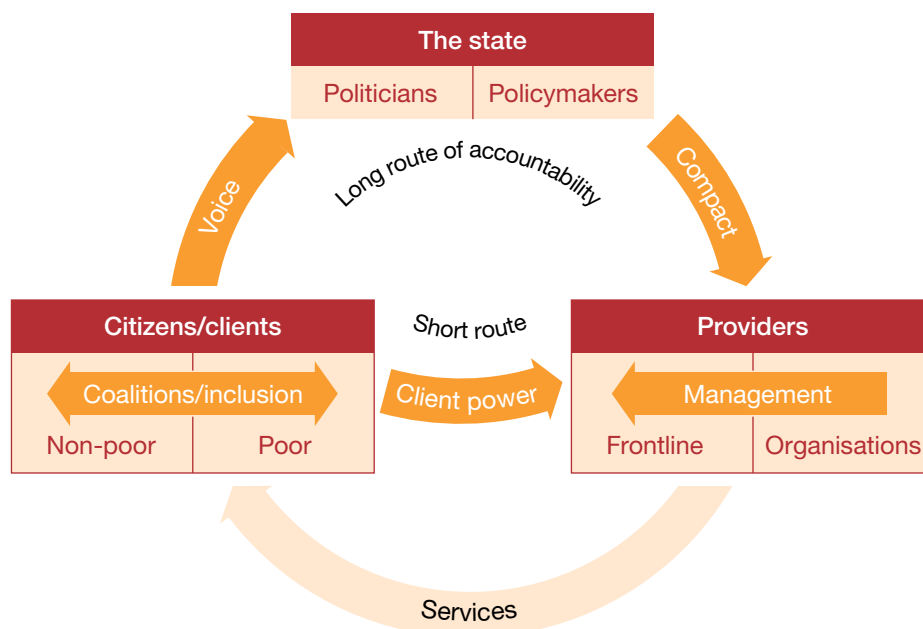 The state
Politicians Policymakers
Long route of accountability
Voice
Compact
Citizens/clients
Short route
Providers
Coalitions/inclusion
Client power
Management
Non-poor Poor
Frontline Organisations
Services